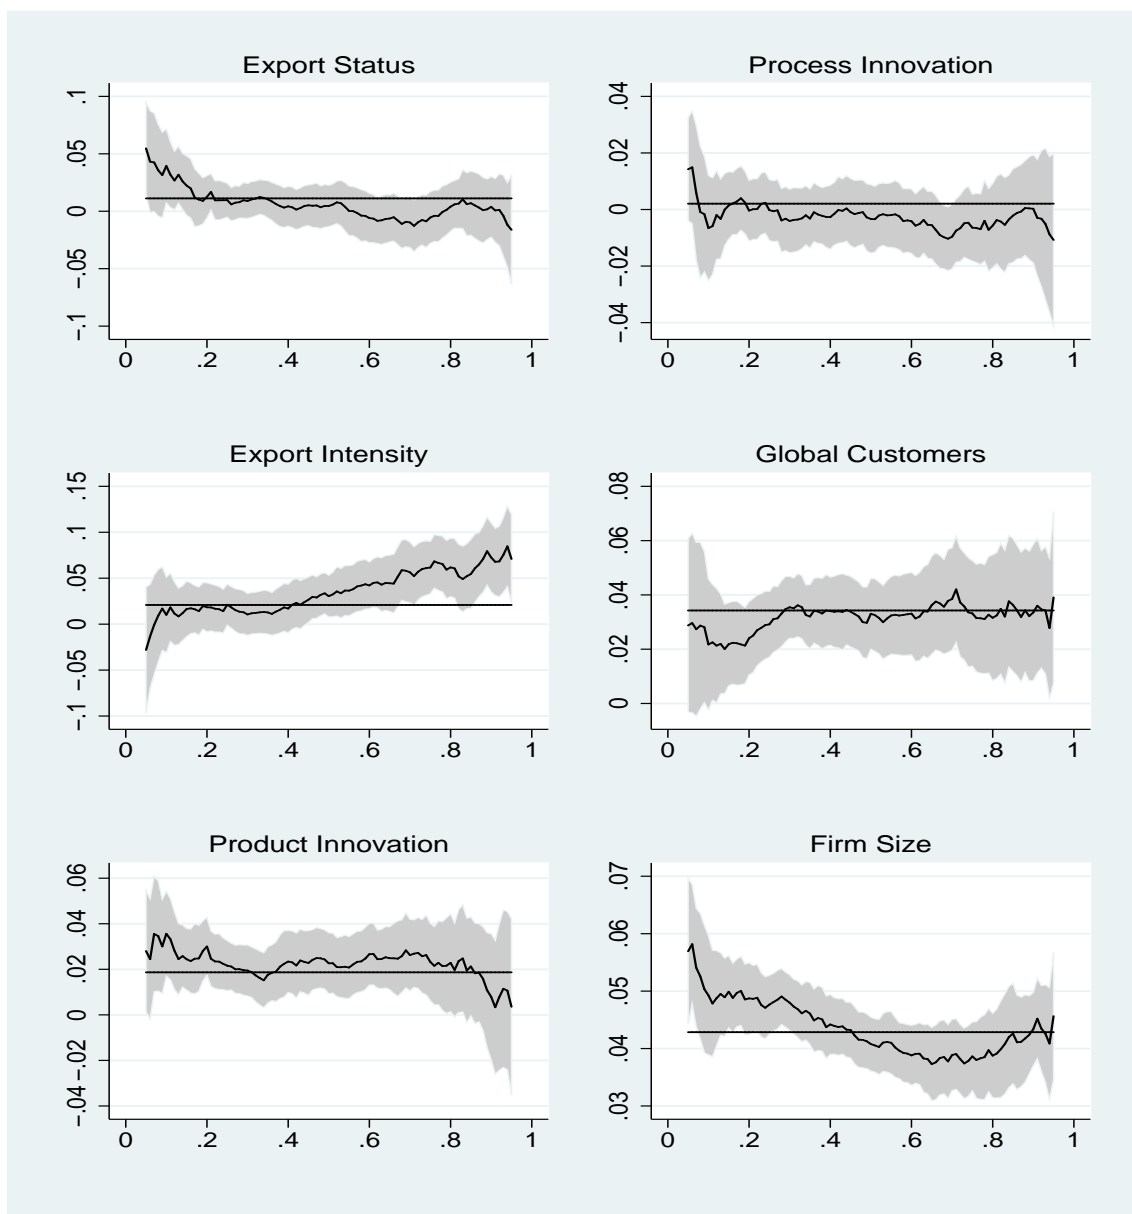 Export Status
.1
.05
0
−.05
−.1
0 .2 .4 .6 .8 1
Process Innovation
.04
.02
0
−.02
−.04
0 .2 .4 .6 .8 1
Export Intensity
.15
.1
.05
0
−.05
−.1
0 .2 .4 .6 .8 1
Global Customers
.08
.06
.04
.02
0
0 .2 .4 .6 .8 1
Product Innovation
.06
.04
.02
0
−.02
−.04
0 .2 .4 .6 .8 1
Firm Size
.07
.06
.05
.04
.03
0 .2 .4 .6 .8 1